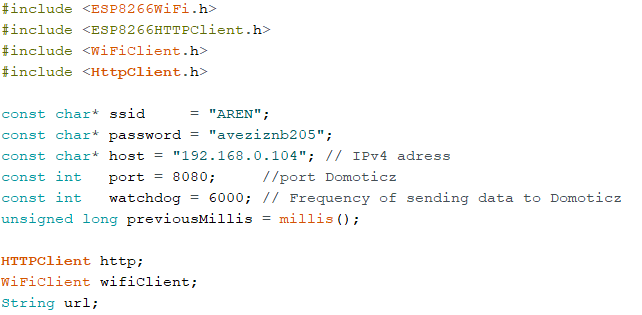 #include <ESP8266WiFi.h>
#include <ESP8266HTTPClient.h>
#include <WiFiClient.h>
#include <HttpClient.h>
const char* ssid     = "AREN";
const char* password = "aveziznb205";
const char* host = "192.168.0.104"; // IPv4 adress
const int   port = 8080;     //port Domoticz
const int   watchdog = 6000; // Frequency of sending data to Domoticz
unsigned long previousMillis = millis();
HTTPClient http;
WiFiClient wifiClient;
String url;